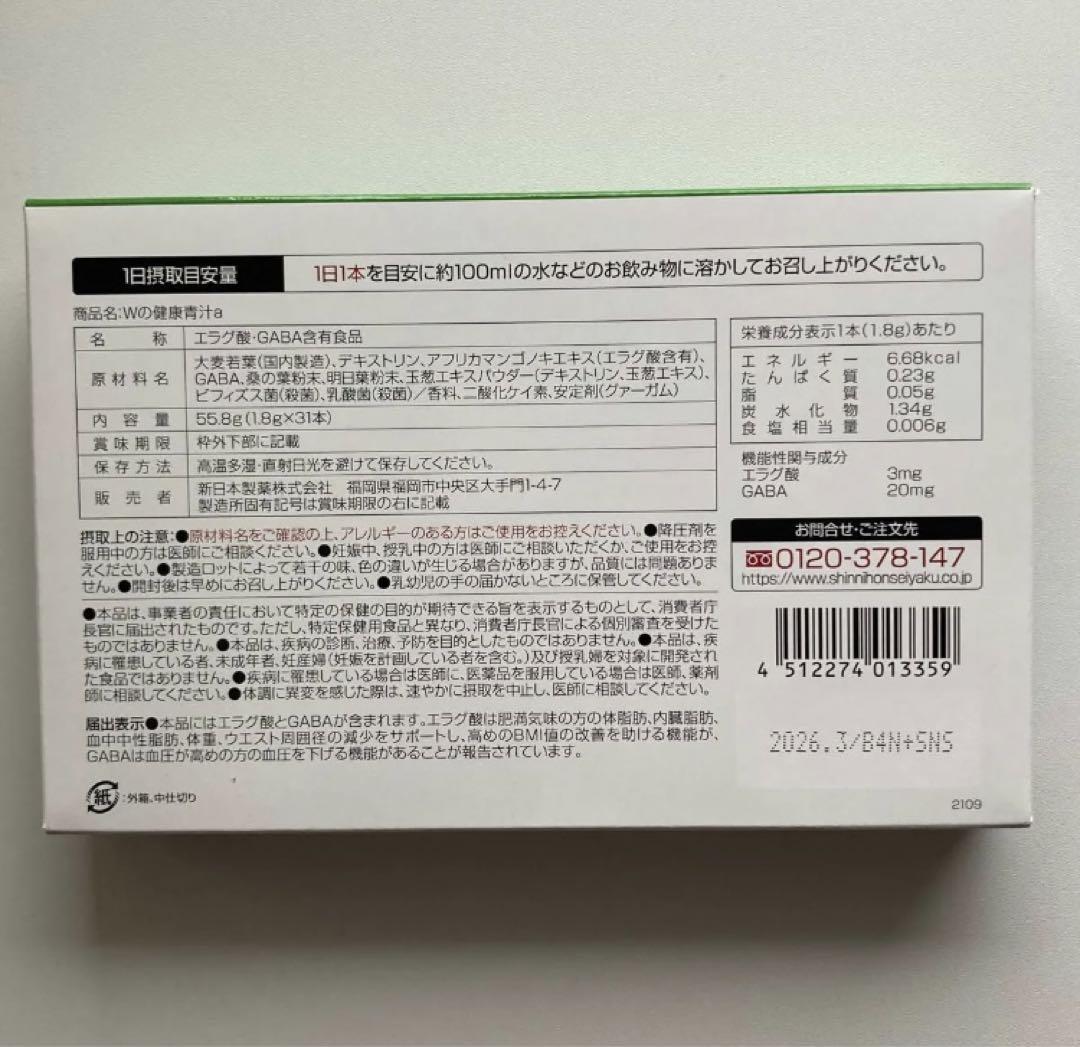 1日摂取目安量
1日1本を目安に約100mlの水などのお飲み物に溶かしてお召し上がりください。
商品名:Wの健康青汁a
名称 エラグ酸・GABA含有食品
原材料名 大麦若葉(国内製造)、デキストリン、アフリカマンゴノキエキス(エラグ酸含有)、
GABA、桑の葉粉末、明日葉粉末、玉葱エキスパウダー(デキストリン、玉葱エキス)、
ビフィズス菌(殺菌)、乳酸菌(殺菌)/香料、二酸化ケイ素、安定剤(グァーガム)
内容量 55.8g(1.8g×31本)
賞味期限 枠外下部に記載
保存方法 高温多湿・直射日光を避けて保存してください。
販売者 新日本製薬株式会社 福岡県福岡市中央区大手門1-4-7
製造所固有記号は賞味期限の右に記載
摂取上の注意:●原材料名をご確認の上、アレルギーのある方はご使用をお控えください。●降圧剤を
服用中の方は医師にご相談ください。●妊娠中、授乳中の方は医師にご相談いただくか、ご使用をお控
えください。●製造ロットによって若干の味、色の違いが生じる場合がありますが、品質には問題ありま
せん。●開封後は早めにお召し上がりください。●乳幼児の手の届かないところに保管してください。
●本品は、事業者の責任において特定の保健の目的が期待できる旨を表示するものとして、消費者庁
長官に届出されたものです。ただし、特定保健用食品と異なり、消費者庁長官による個別審査を受けた
ものではありません。●本品は、疾病の診断、治療、予防を目的としたものではありません。●本品は、疾
病に罹患している者、未成年者、妊産婦(妊娠を計画している者を含む。)及び授乳婦を対象に開発され
た食品ではありません。●疾病に罹患している場合は医師に、医薬品を服用している場合は医師、薬剤
師に相談してください。●体調に異変を感じた際は、速やかに摂取を中止し、医師に相談してください。
届出表示●本品にはエラグ酸とGABAが含まれます。エラグ酸は肥満気味の方の体脂肪、内臓脂肪、
血中中性脂肪、体重、ウエスト周囲径の減少をサポートし、高めのBMI値の改善を助ける機能が、
GABAは血圧が高めの方の血圧を下げる機能があることが報告されています。
紙:外箱、中仕切り
栄養成分表示1本(1.8g)あたり
エネルギー 6.68kcal
たんぱく質 0.23g
脂質 0.05g
炭水化物 1.34g
食塩相当量 0.006g
機能性関与成分
エラグ酸 3mg
GABA 20mg
お問合せ・ご注文先
0120-378-147
https://www.shinnihonseiyaku.co.jp
4 512274 013359
2026.3/B4N+SNS
2109